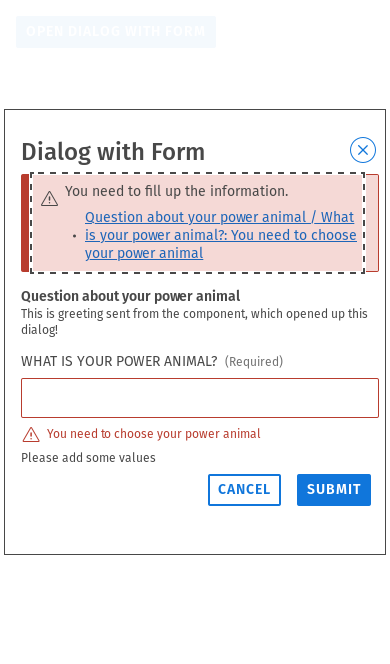 OPEN DIALOG WITH FORM
Dialog with Form
You need to fill up the information.
• Question about your power animal / What
is your power animal?: You need to choose
your power animal
Question about your power animal
This is greeting sent from the component, which opened up this
dialog!
WHAT IS YOUR POWER ANIMAL? (Required)
You need to choose your power animal
Please add some values
CANCEL SUBMIT